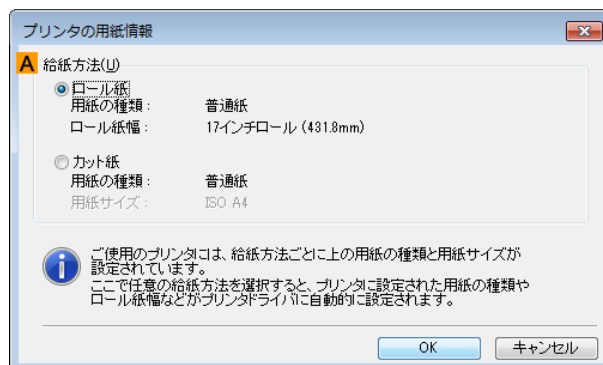 プリンタの用紙情報
A 給紙方法(U)
ロール紙
用紙の種類: 普通紙
ロール紙幅: 17インチロール (431.8mm)
カット紙
用紙の種類: 普通紙
用紙サイズ: ISO A4
ご使用のプリンタには、給紙方法ごとに上の用紙の種類と用紙サイズが
設定されています。
ここで任意の給紙方法を選択すると、プリンタに設定された用紙の種類や
ロール紙幅などがプリンタドライバに自動的に設定されます。
OK キャンセル